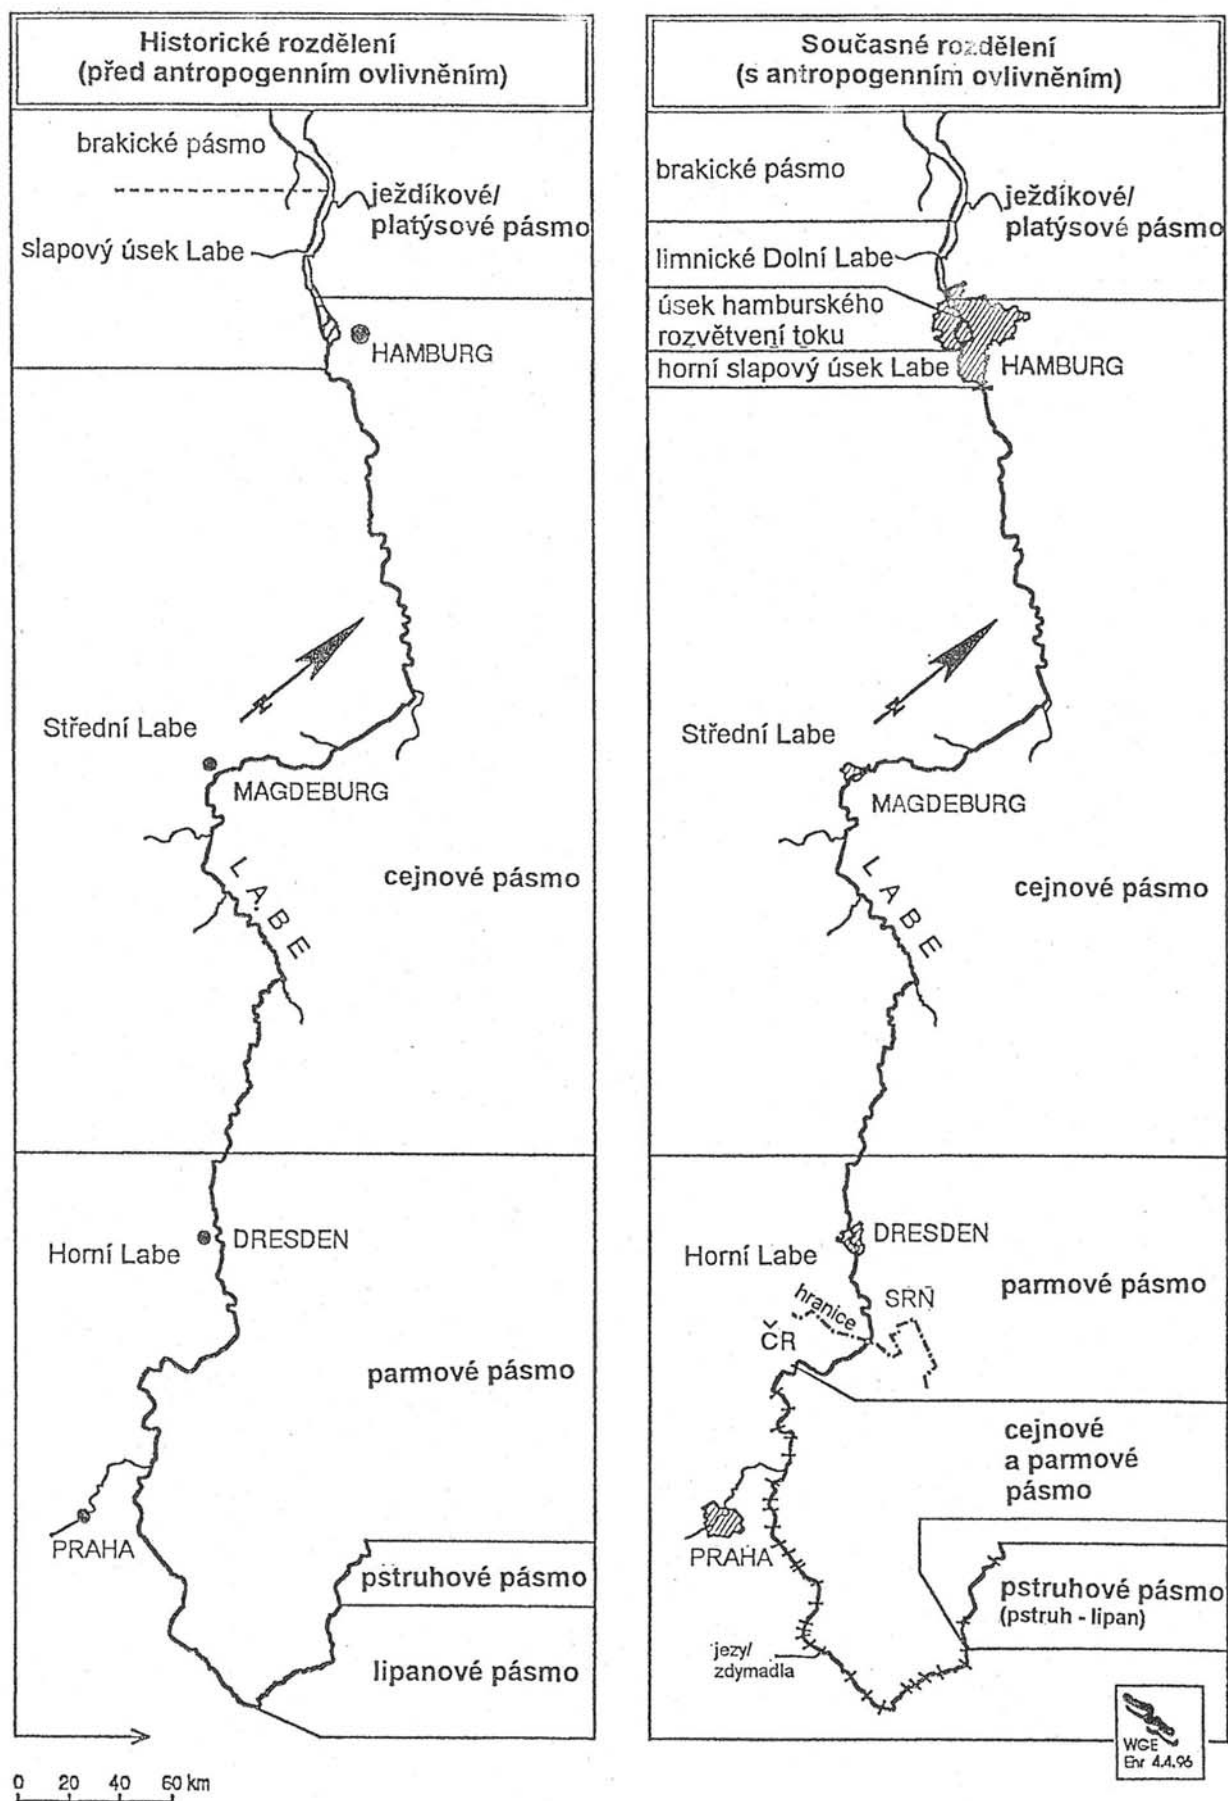 Historické rozdělení
(před antropogenním ovlivněním)
brakické pásmo
ježdíkové/
platýsové pásmo
slapový úsek Labe
HAMBURG
N
Střední Labe
MAGDEBURG
LABE
cejnové pásmo
Horní Labe
DRESDEN
parmové pásmo
PRAHA
pstruhové pásmo
lipanové pásmo
0 20 40 60 km
Současné rozdělení
(s antropogenním ovlivněním)
brakické pásmo
ježdíkové/
platýsové pásmo
limnické Dolní Labe
úsek hamburského
rozvětvení toku
horní slapový úsek Labe
HAMBURG
N
Střední Labe
MAGDEBURG
LABE
cejnové pásmo
DRESDEN
Horní Labe
parmové pásmo
hranice
SRN
ČR
cejnové
a parmové
pásmo
PRAHA
pstruhové pásmo
(pstruh - lipan)
jezy/
zdymadla
WGE
Ehr 4.4.96